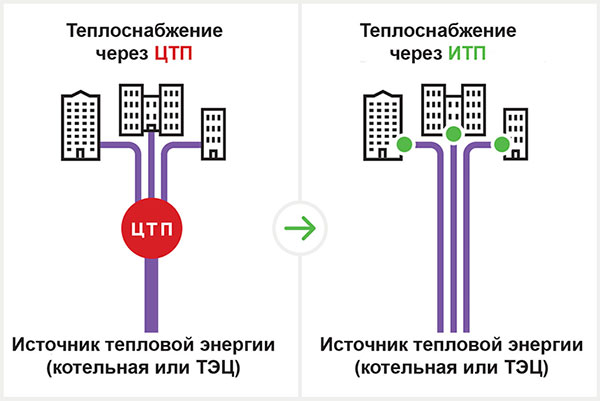 Теплоснабжение
через ЦТП
ЦТП
Источник тепловой энергии
(котельная или ТЭЦ)
Теплоснабжение
через ИТП
Источник тепловой энергии
(котельная или ТЭЦ)